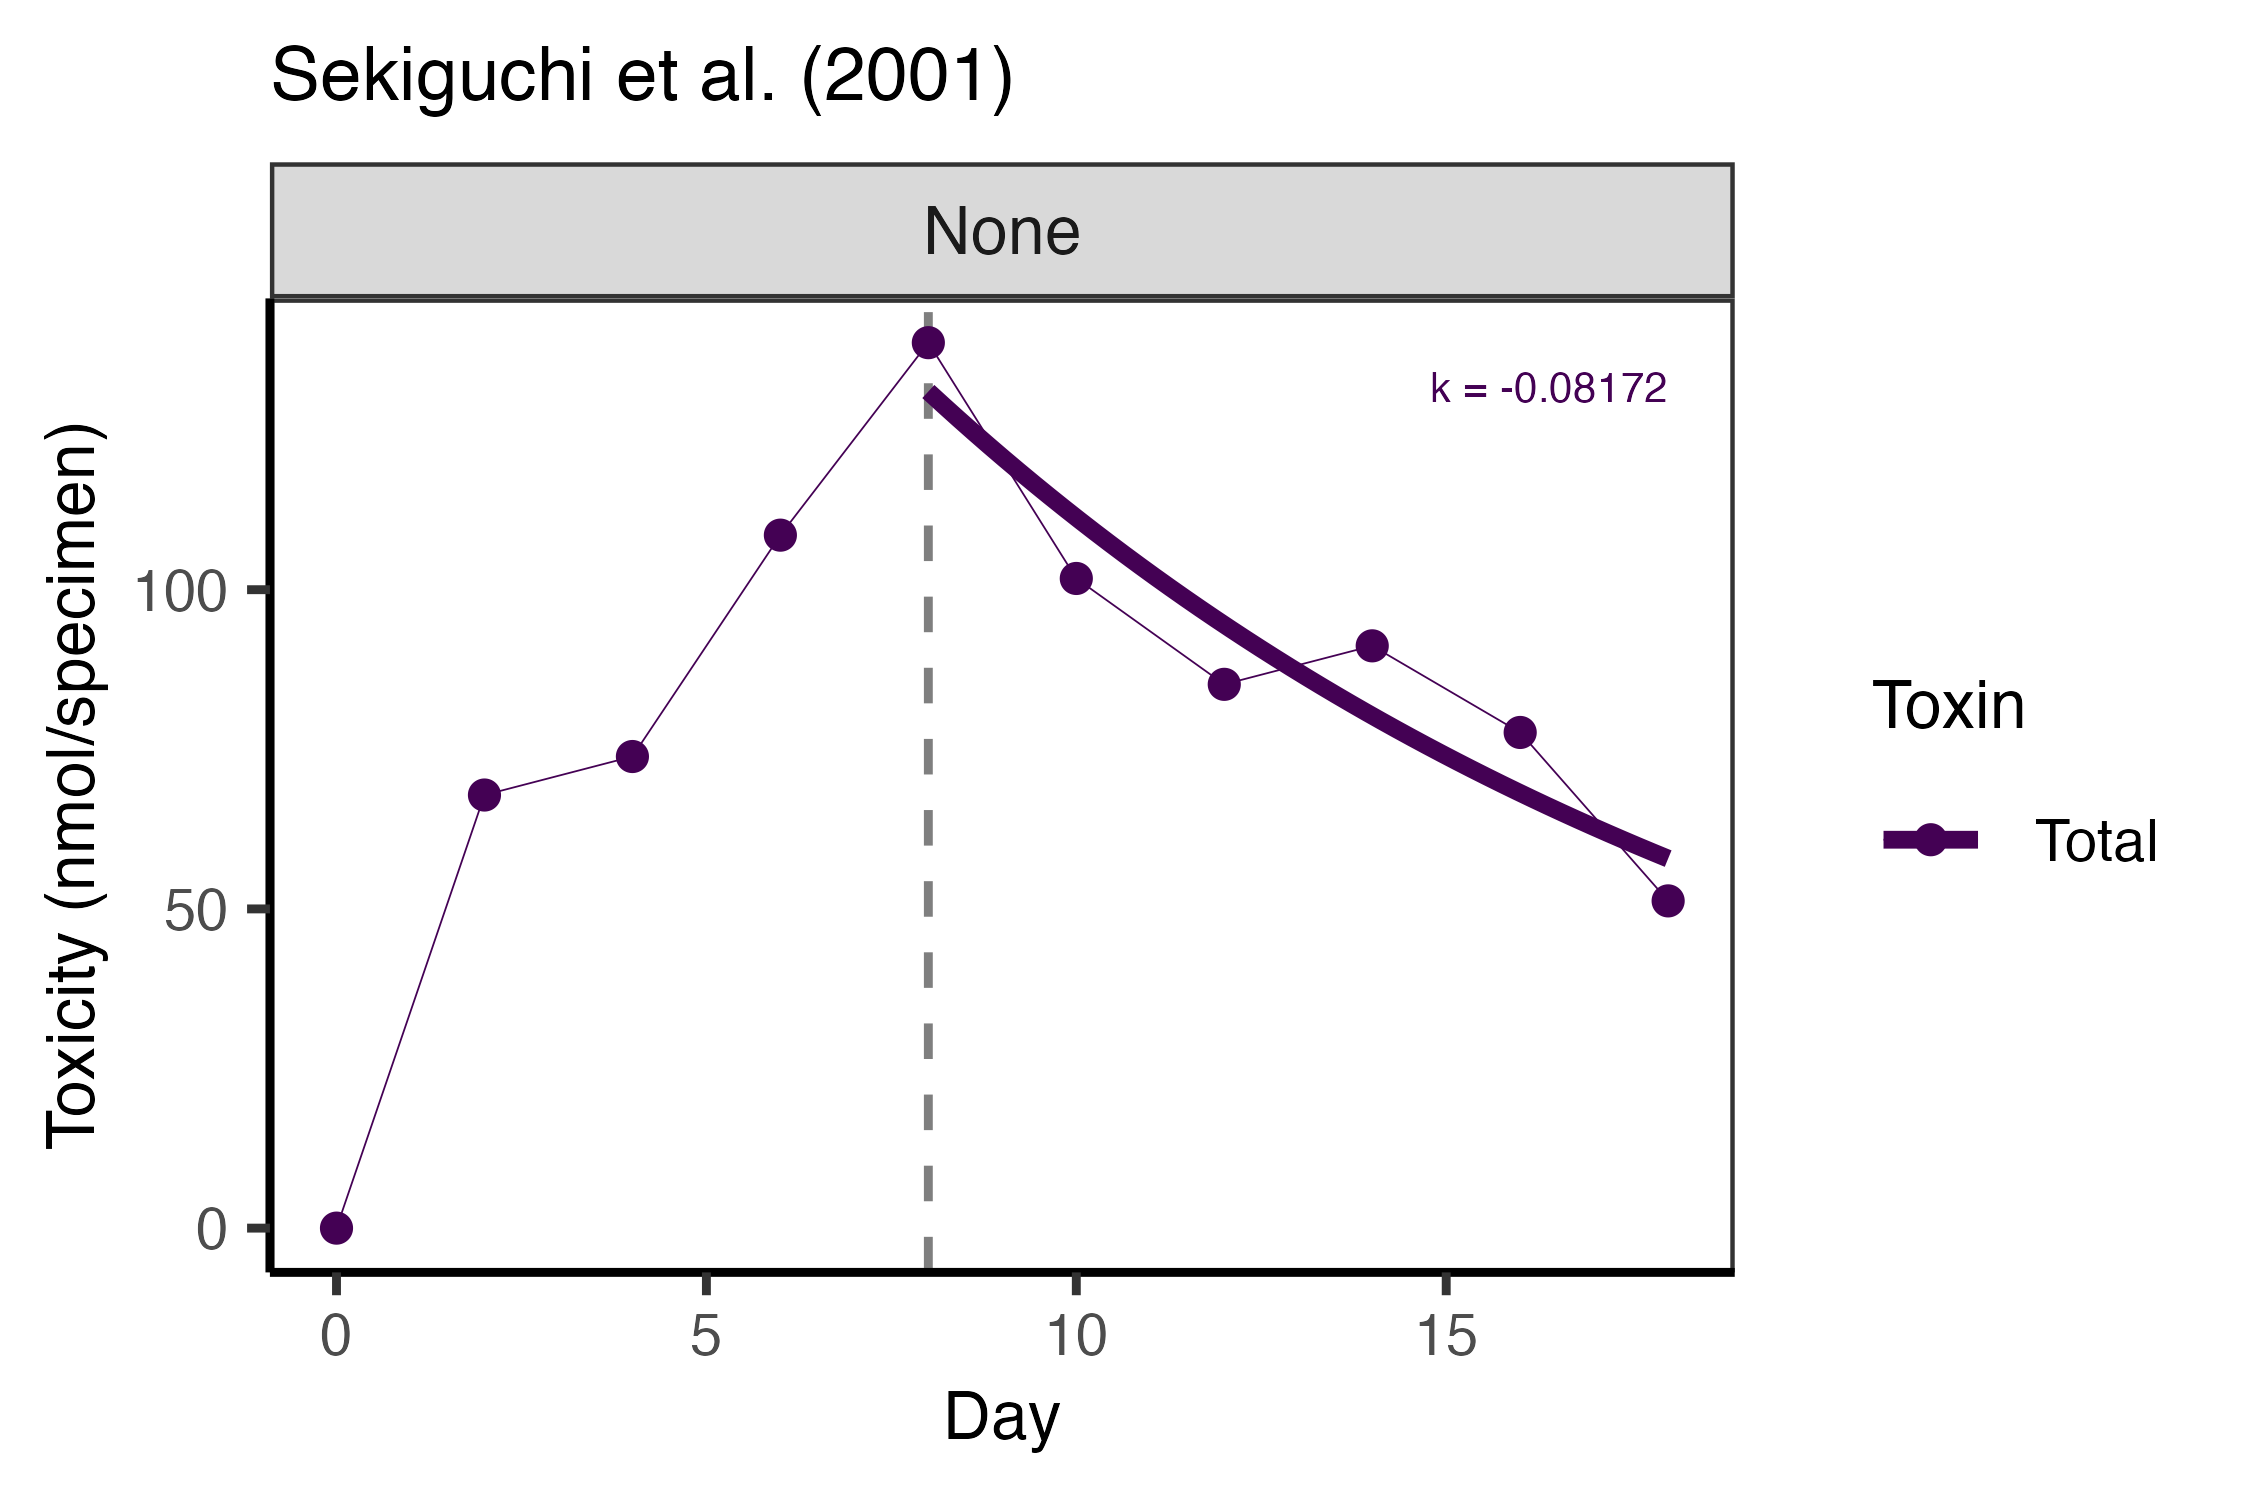 Sekiguchi et al. (2001)
None
k = -0.08172
Toxicity (nmol/specimen)
100
50
0
0 5 10 15
Day
Toxin
Total